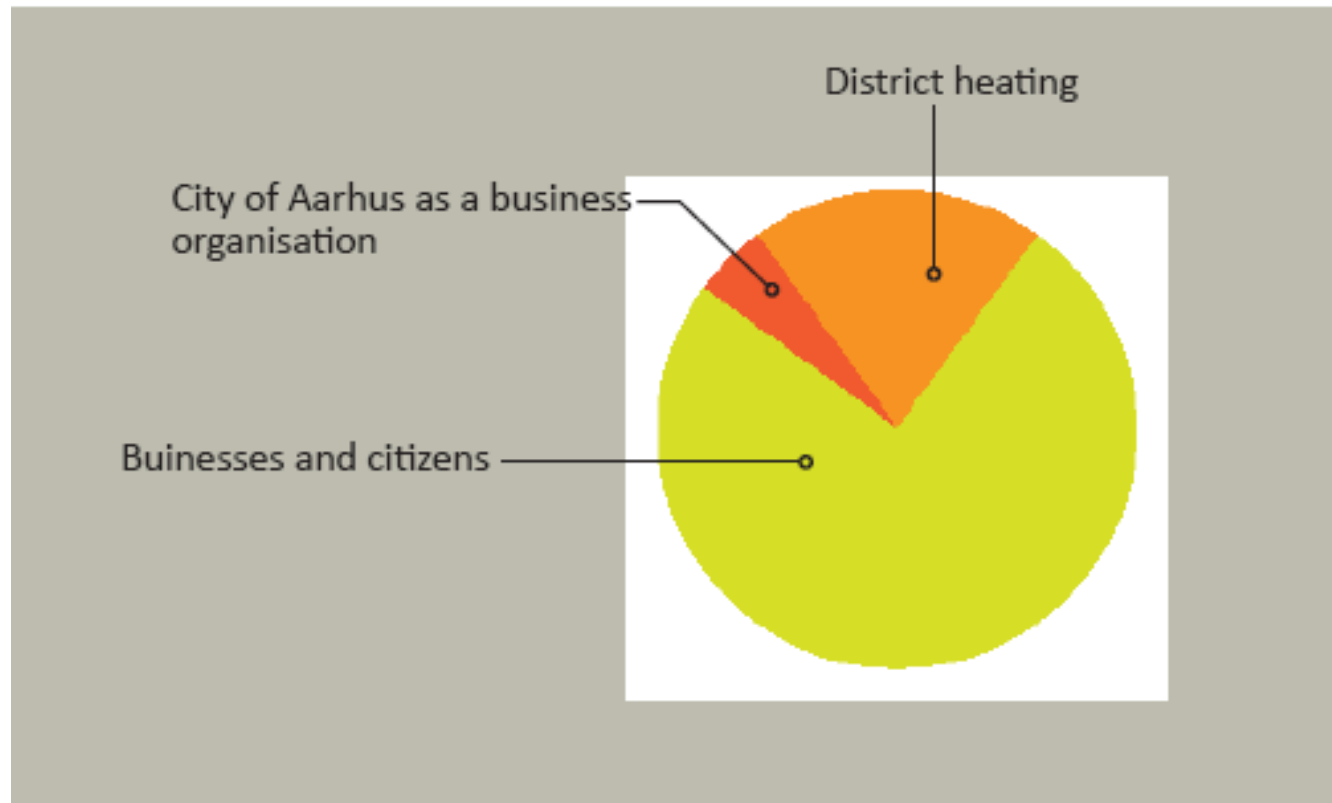 District heating
City of Aarhus as a business
organisation
Buinesses and citizens